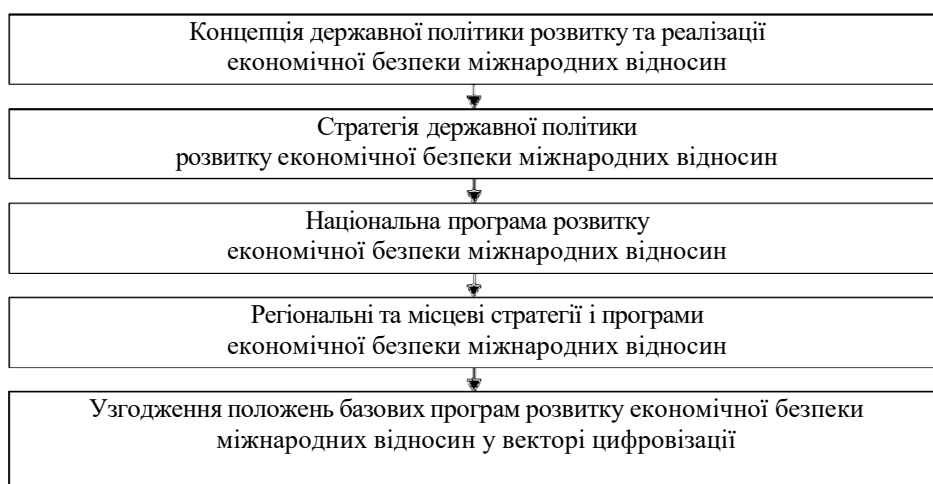 Концепція державної політики розвитку та реалізації
економічної безпеки міжнародних відносин
Стратегія державної політики
розвитку економічної безпеки міжнародних відносин
Національна програма розвитку
економічної безпеки міжнародних відносин
Регіональні та місцеві стратегії і програми
економічної безпеки міжнародних відносин
Узгодження положень базових програм розвитку економічної безпеки
міжнародних відносин у векторі цифровізації